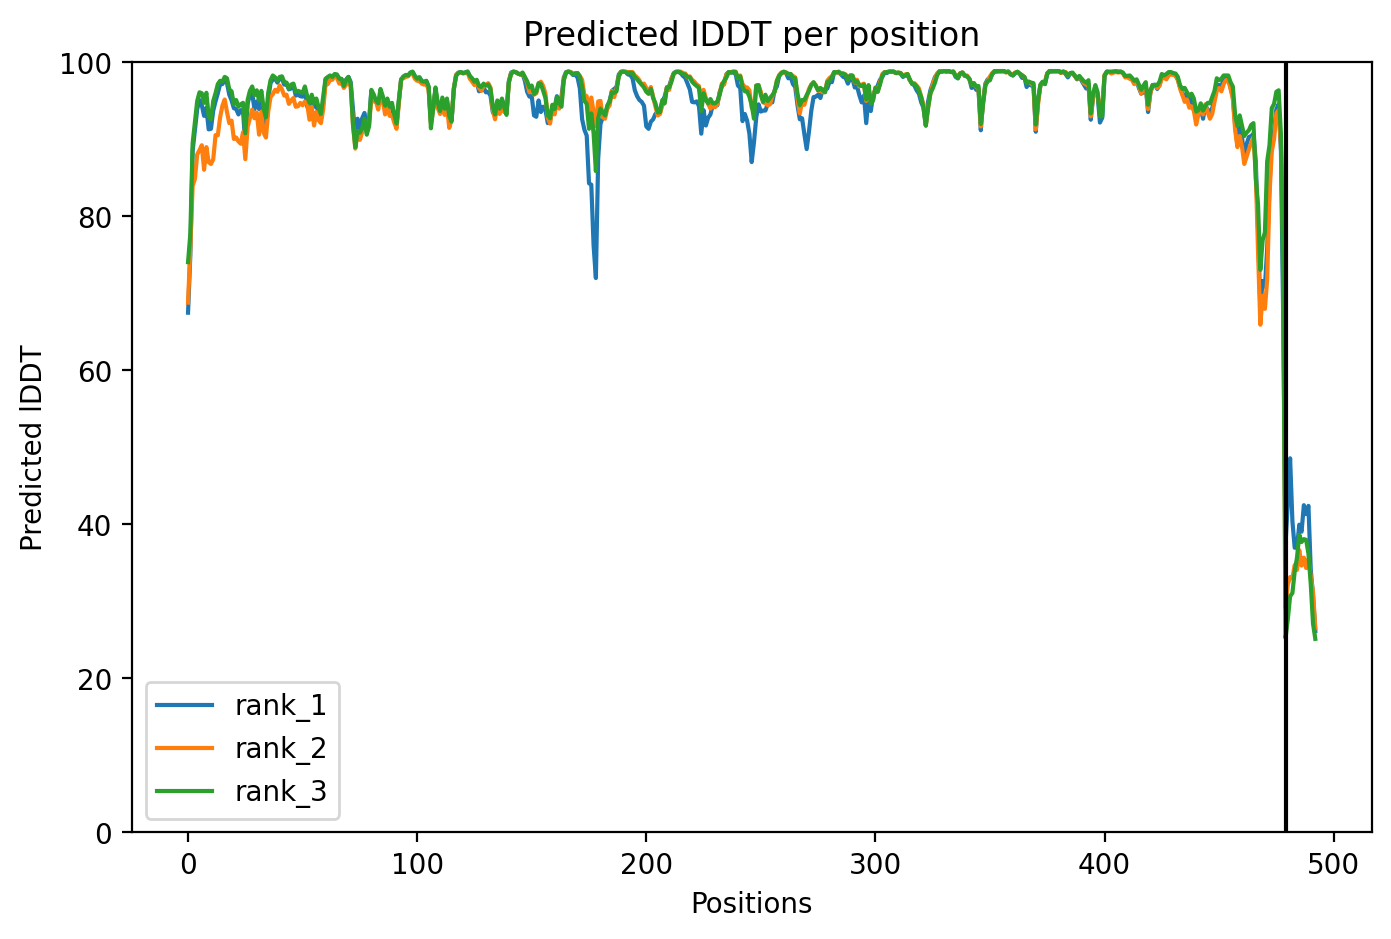 Predicted lDDT per position
100
80
60
40
20
0
Predicted lDDT
rank_1
rank_2
rank_3
0 100 200 300 400 500
Positions